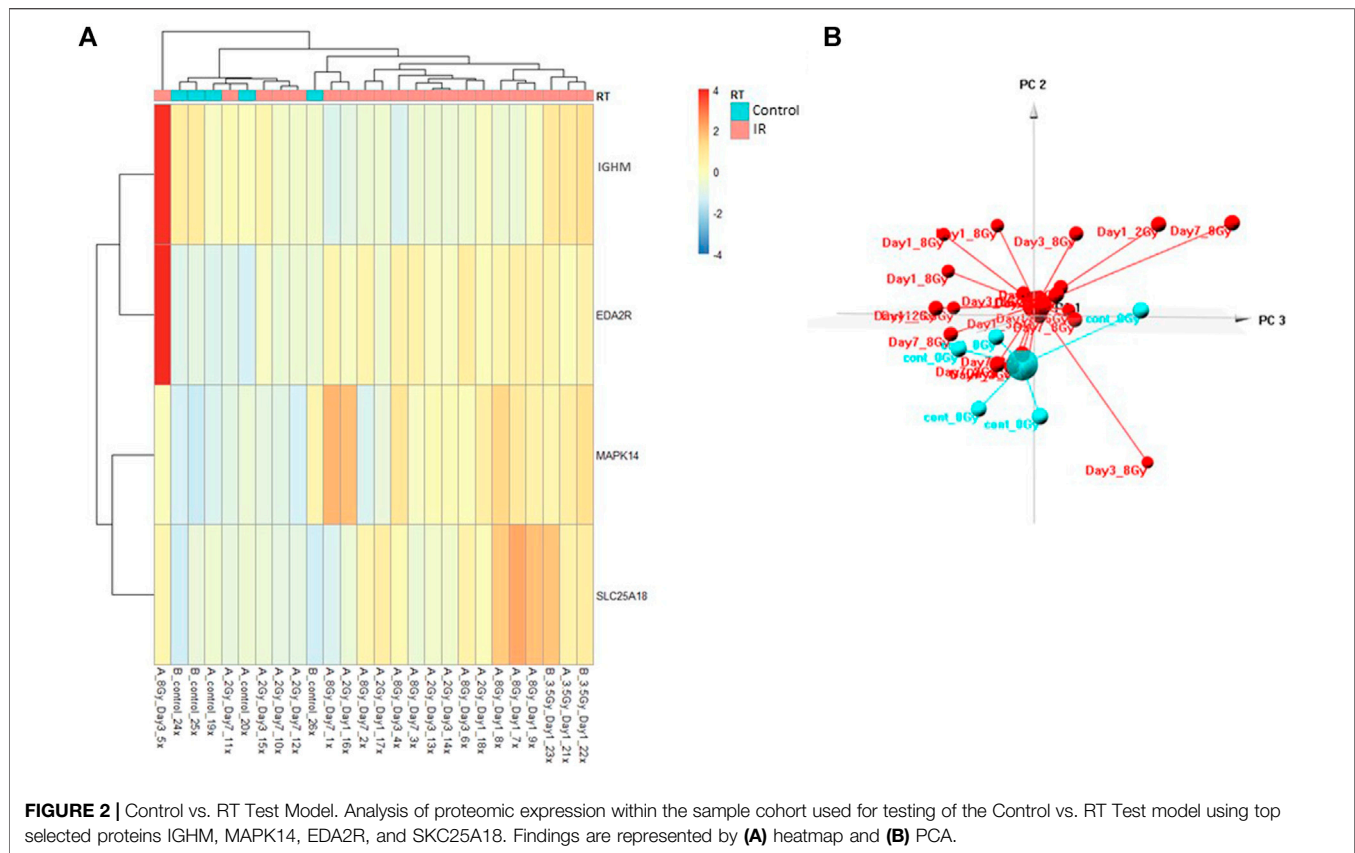 A
RT
IGHM
EDA2R
MAPK14
SLC25A18
4
2
0
-2
-4
RT
Control
IR
A_8Gy_Day3_5x
B_control_24x
B_control_25x
A_control_19x
A_2Gy_Day7_11x
A_control_20x
A_2Gy_Day3_15x
A_2Gy_Day7_10x
A_2Gy_Day7_12x
B_control_26x
A_8Gy_Day7_1x
A_2Gy_Day1_16x
A_8Gy_Day7_2x
A_2Gy_Day1_17x
A_8Gy_Day3_4x
A_8Gy_Day7_3x
A_2Gy_Day3_13x
A_2Gy_Day3_14x
A_8Gy_Day3_6x
A_2Gy_Day1_18x
A_8Gy_Day1_8x
A_8Gy_Day1_7x
A_8Gy_Day1_9x
B_3.5Gy_Day1_23x
A_3.5Gy_Day1_21x
B_3.5Gy_Day1_22x
B
PC 2
Day1_8Gy
Day3_8Gy
Day1_2Gy
Day7_8Gy
Day1_8Gy
cont_0Gy
PC 3
Day7_8Gy
Day7_8Gy
cont_0Gy
cont_0Gy
cont_0Gy
Day3_8Gy
FIGURE 2 | Control vs. RT Test Model. Analysis of proteomic expression within the sample cohort used for testing of the Control vs. RT Test model using top
selected proteins IGHM, MAPK14, EDA2R, and SKC25A18. Findings are represented by (A) heatmap and (B) PCA.